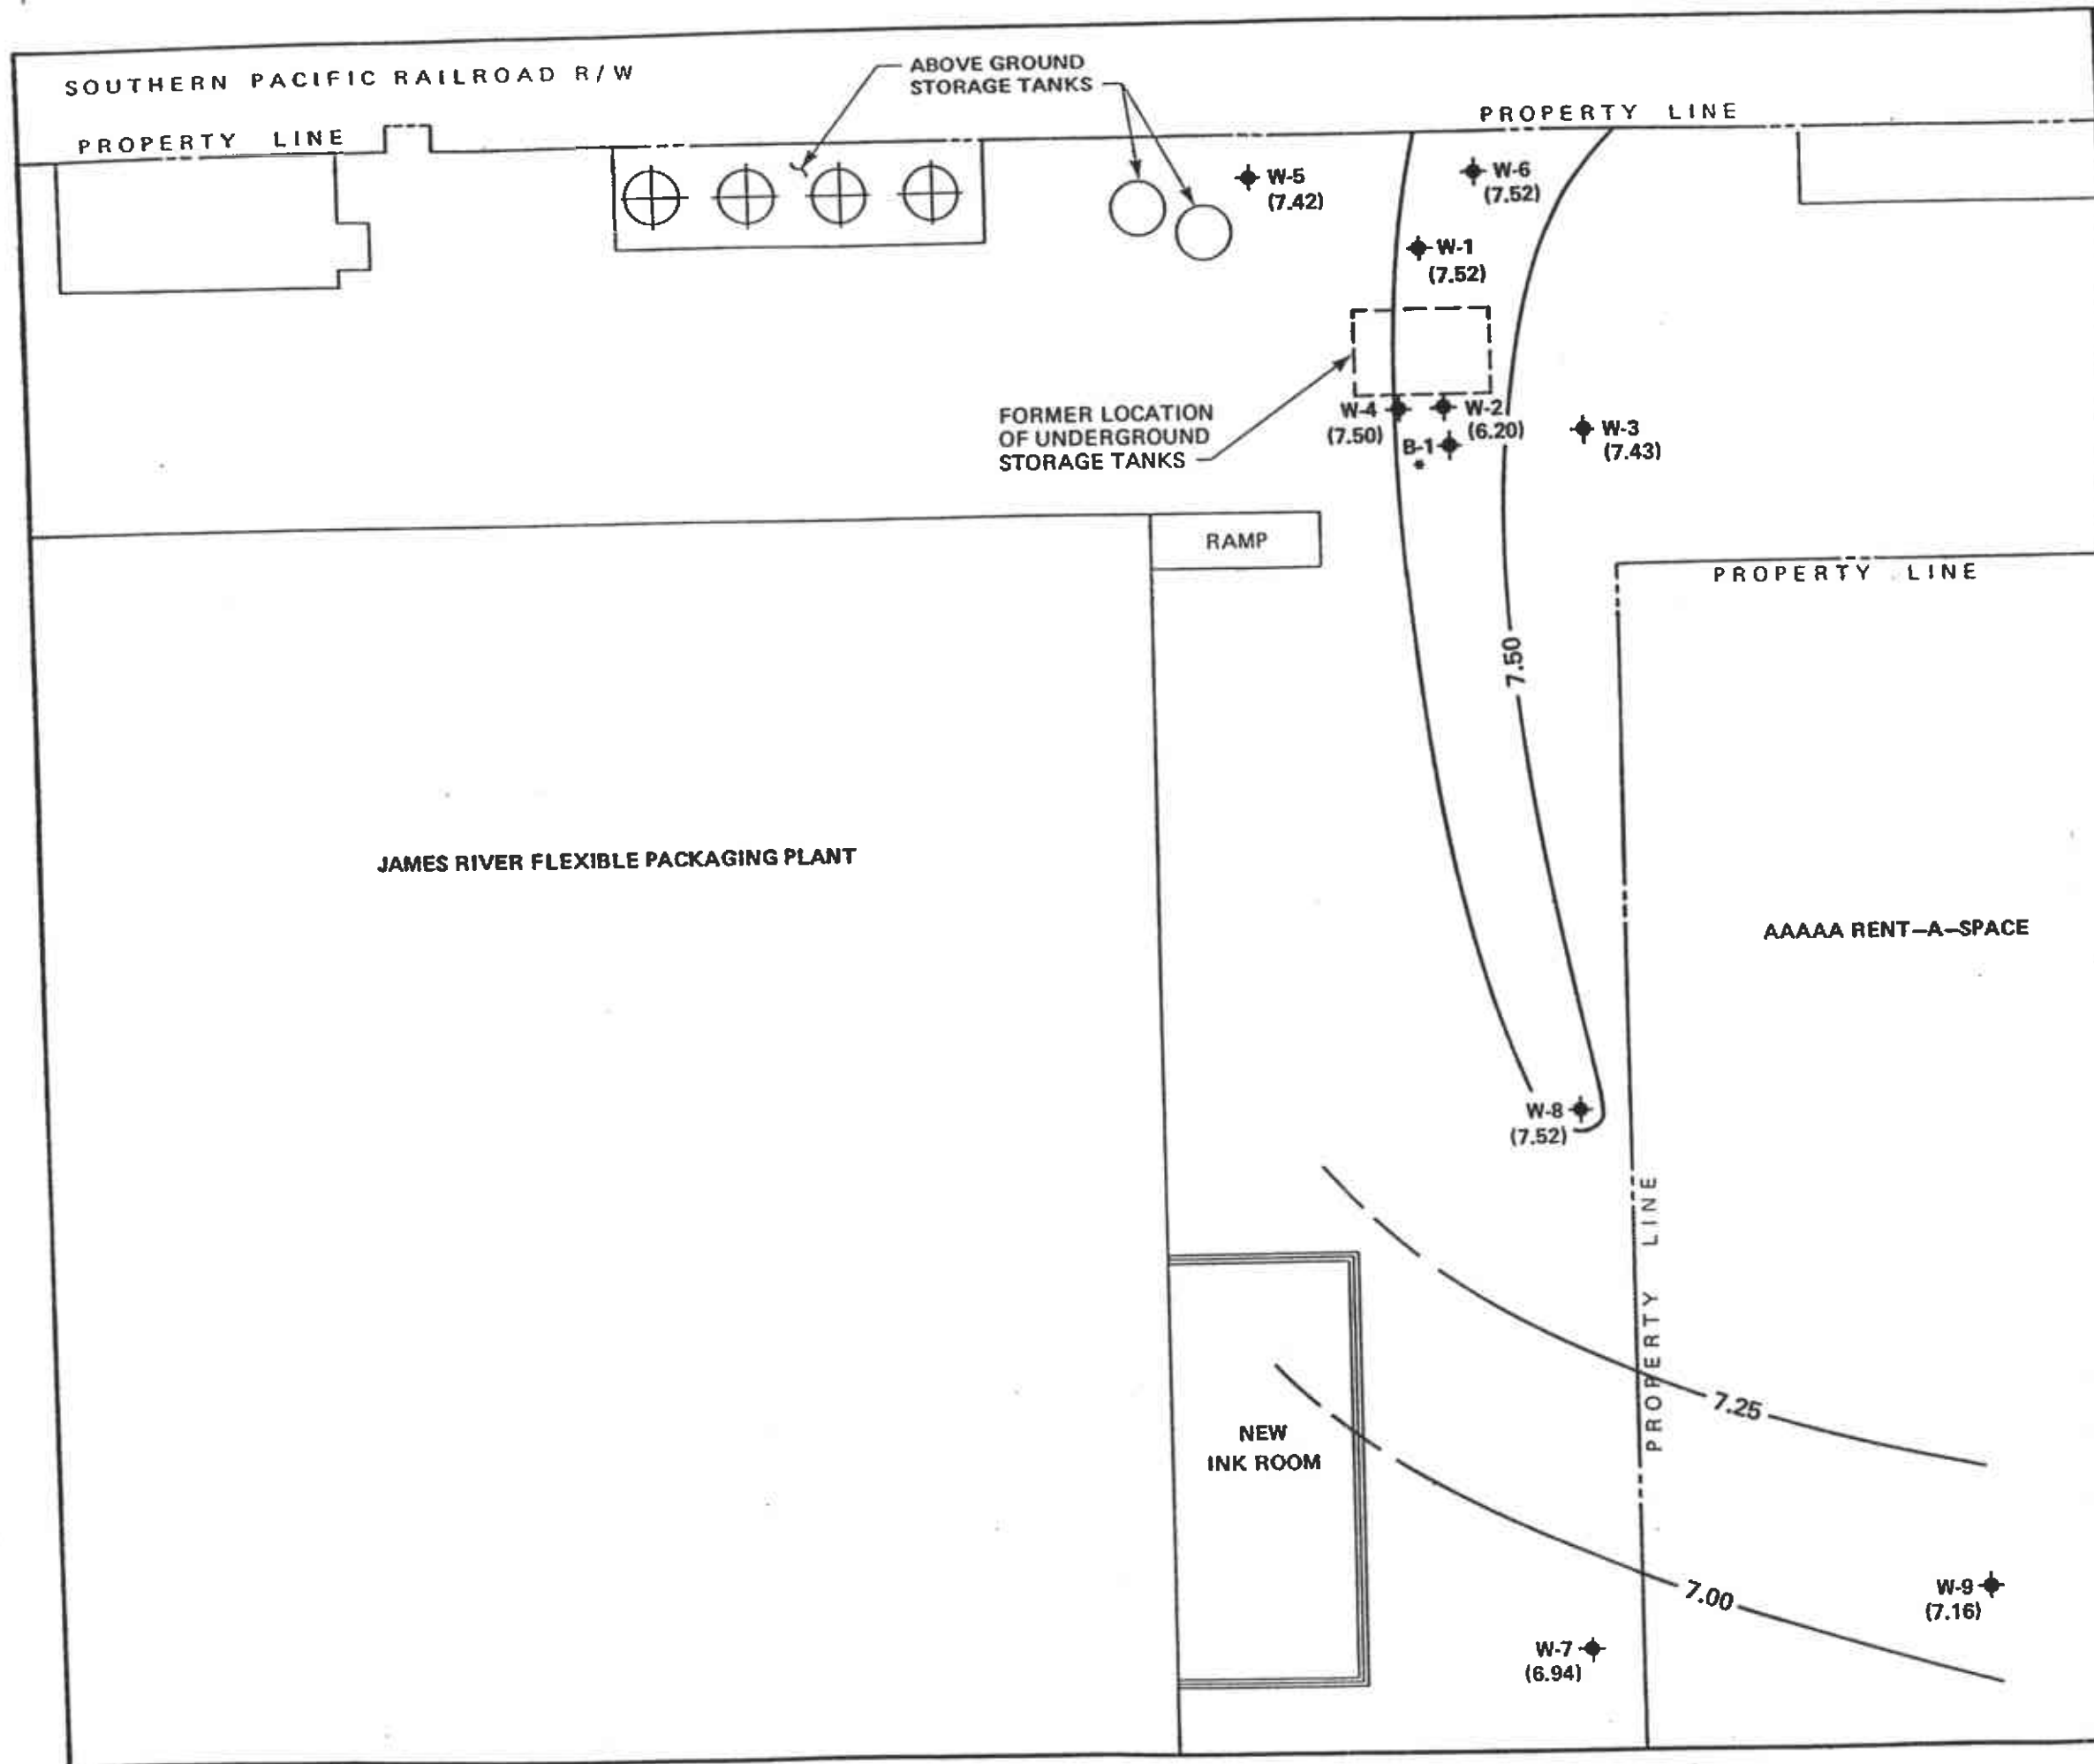 SOUTHERN PACIFIC RAILROAD R/W
ABOVE GROUND
STORAGE TANKS
PROPERTY LINE
PROPERTY LINE
W-5
(7.42)
W-6
(7.52)
W-1
(7.52)
FORMER LOCATION
OF UNDERGROUND
STORAGE TANKS
W-4
(7.50)
W-2
(6.20)
B-1
*
W-3
(7.43)
RAMP
PROPERTY LINE
7.50
JAMES RIVER FLEXIBLE PACKAGING PLANT
AAAAA RENT-A-SPACE
W-8
(7.52)
PROPERTY LINE
7.25
NEW
INK ROOM
7.00
W-9
(7.16)
W-7
(6.94)